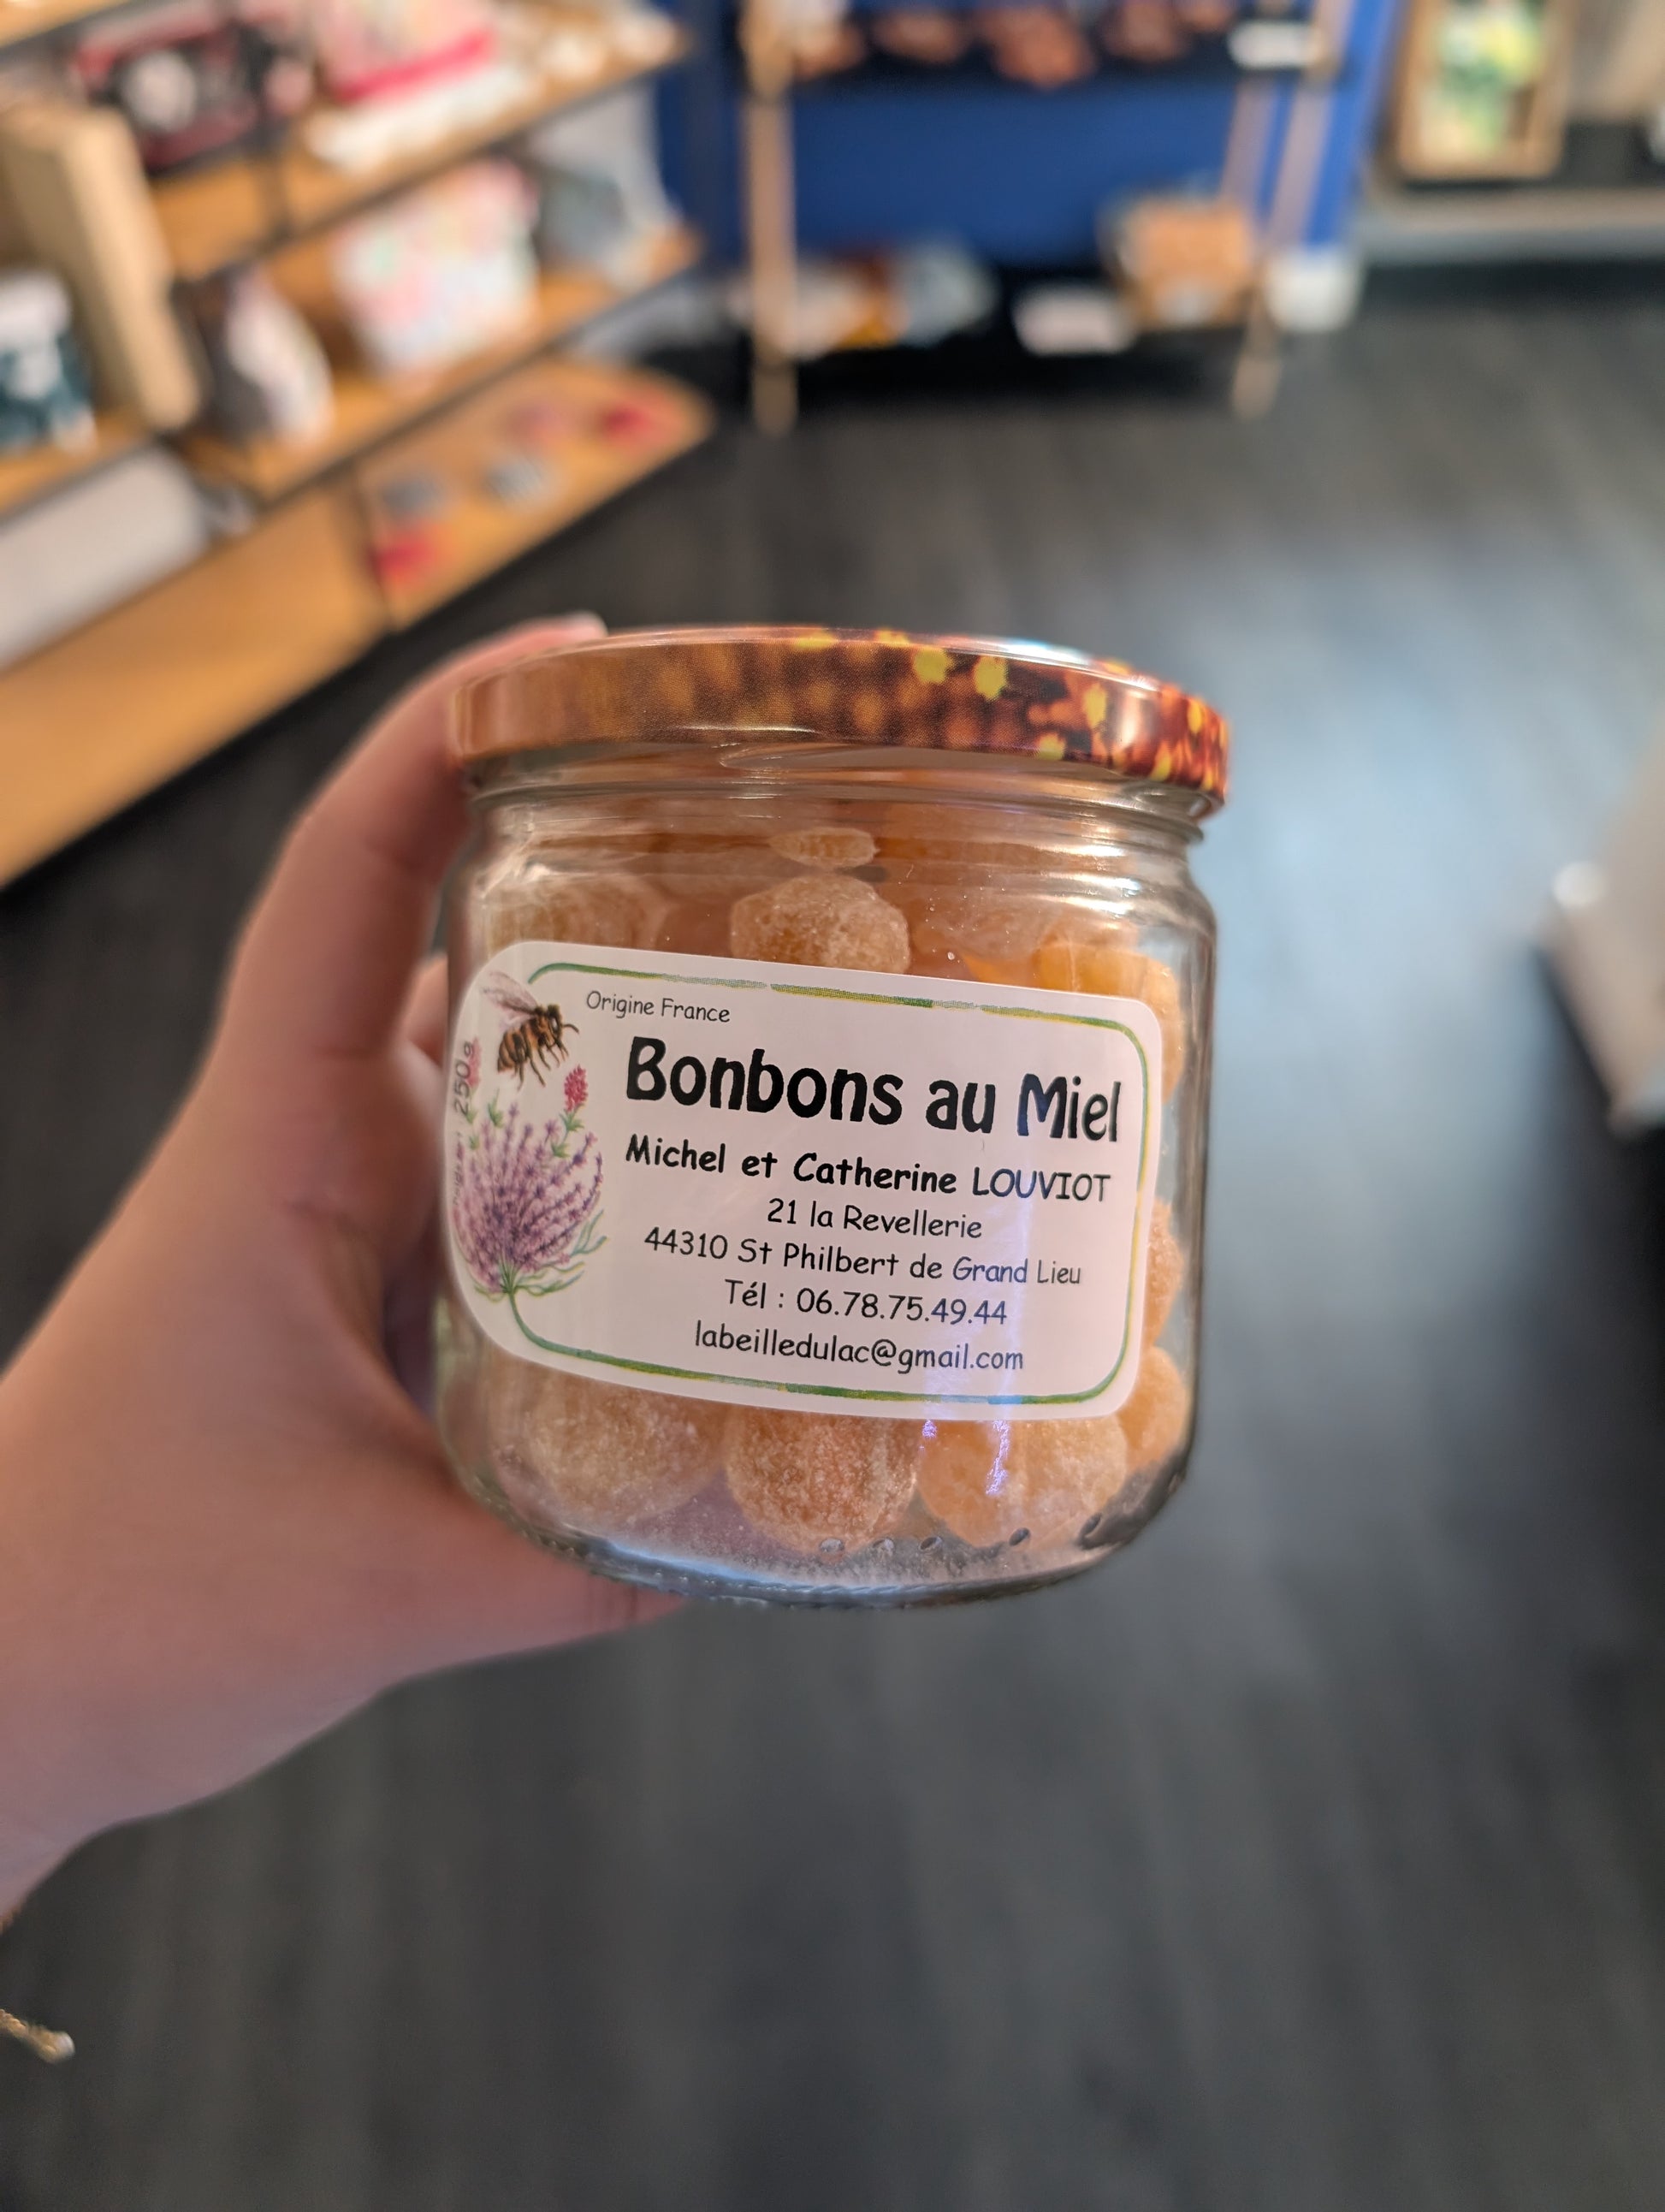 Origine France
Bonbons au Miel
Michel et Catherine LOUVIOT
21 la Revellerie
44310 St Philbert de Grand Lieu
Tél : 06.78.75.49.44
labeilledulac@gmail.com
250 g